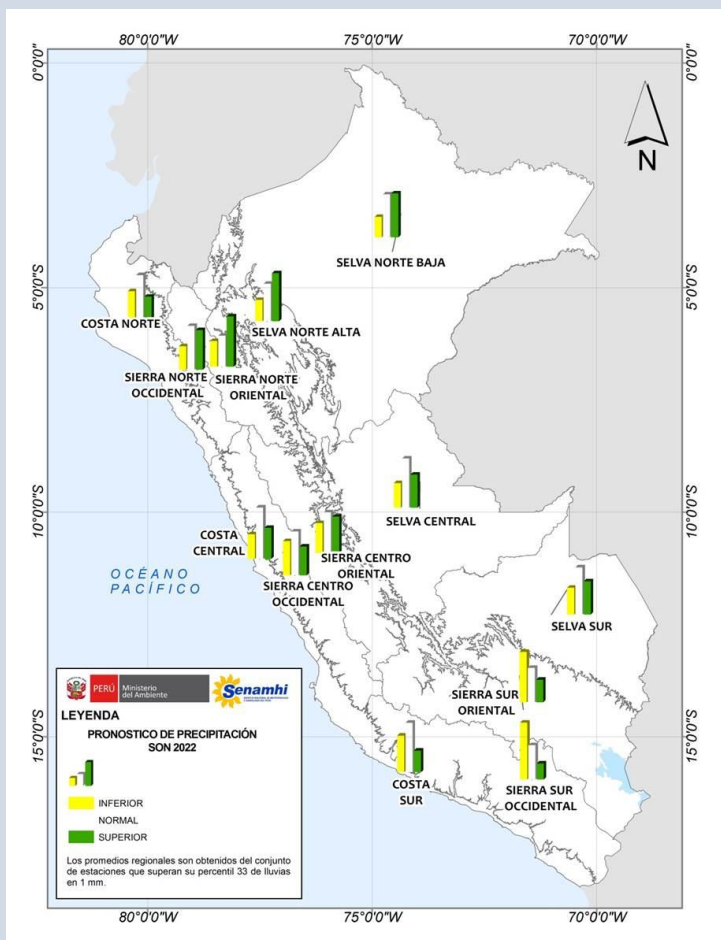 80°0'0"W 75°0'0"W 70°0'0"W
0°0'0"
0°0'0"
N
SELVA NORTE BAJA
5°0'0"S
5°0'0"S
COSTA NORTE
SELVA NORTE ALTA
SIERRA NORTE
OCCIDENTAL
SIERRA NORTE
ORIENTAL
SELVA CENTRAL
10°0'0"S
10°0'0"S
COSTA
CENTRAL
SIERRA CENTRO
ORIENTAL
SIERRA CENTRO
OCCIDENTAL
OCÉANO
PACÍFICO
SELVA SUR
SIERRA SUR
ORIENTAL
15°0'0"S
15°0'0"S
COSTA
SUR
SIERRA SUR
OCCIDENTAL
PERÚ
Ministerio
del Ambiente
Senamhi
LEYENDA
PRONOSTICO DE PRECIPITACIÓN
SON 2022
INFERIOR
NORMAL
SUPERIOR
Los promedios regionales son obtenidos del conjunto
de estaciones que superan su percentil 33 de lluvias
en 1 mm.
80°0'0"W 75°0'0"W 70°0'0"W